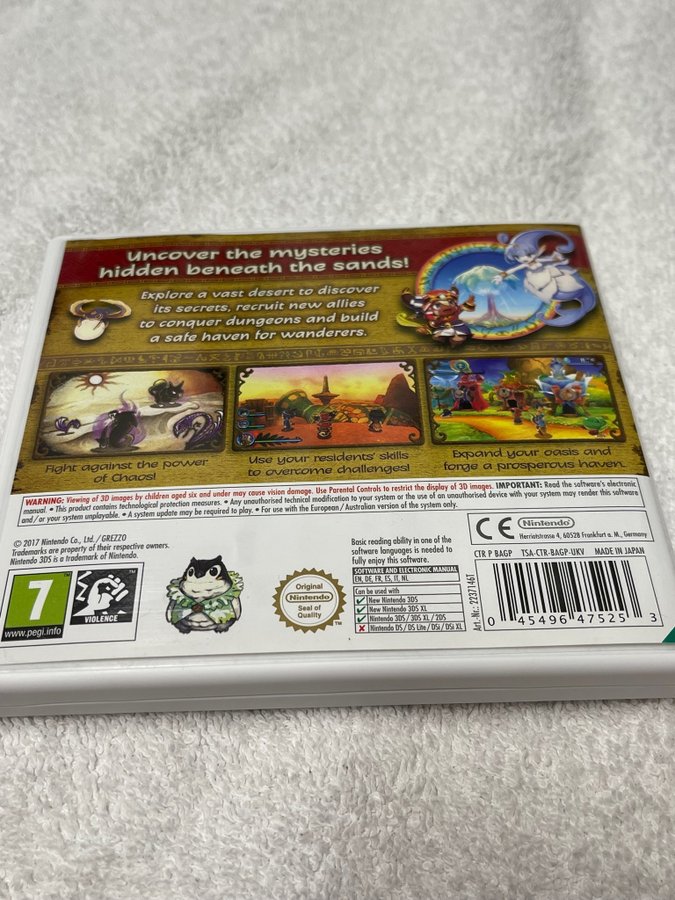 Uncover the mysteries
hidden beneath the sands!
Explore a vast desert to discover
its secrets, recruit new allies
to conquer dungeons and build
a safe haven for wanderers.
Fight against the power
of Chaos!
Use your residents' skills
to overcome challenges!
Expand your oasis and
forge a prosperous haven.
WARNING: Viewing of 3D images by children aged six and under may cause vision damage. Use Parental Controls to restrict the display of 3D images. IMPORTANT: Read the software's electronic
manual. • This product contains technological protection measures. • Any unauthorised technical modification to your system or the use of an unauthorised device with your system may render this software
and/or your system unplayable. • A system update may be required to play. • For use with the European / Australian version of the system only.
© 2017 Nintendo Co., Ltd. / GREZZO
Trademarks are property of their respective owners.
Nintendo 3DS is a trademark of Nintendo.
7
™
www.pegi.info
™
VIOLENCE
Original
Nintendo
Seal of
Quality
™
Basic reading ability in one of the
software languages is needed to
fully enjoy this software.
SOFTWARE AND ELECTRONIC MANUAL
EN, DE, FR, ES, IT, NL
Can be used with
New Nintendo 3DS
New Nintendo 3DS XL
Nintendo 3DS / 3DS XL / 2DS
Nintendo DS / DS Lite / DSi / DSi XL
Art.-Nr.: 2237146T
CE
Nintendo
Herriotstrasse 4, 60528 Frankfurt a. M., Germany
CTR P BAGP TSA-CTR-BAGP-UKV MADE IN JAPAN
0 45496 47525 3